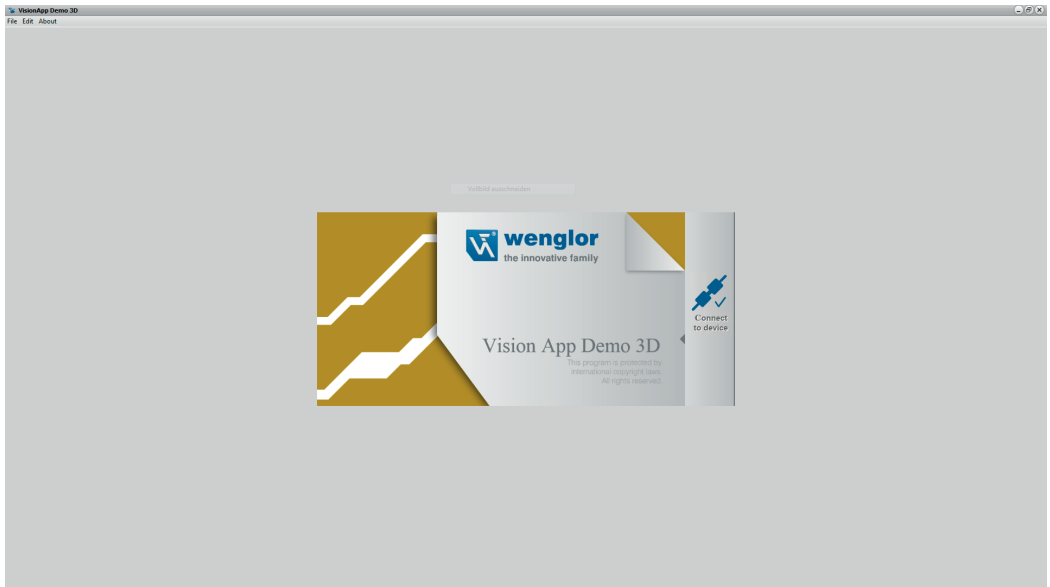 VisionApp Demo 3D
File Edit About
Vollbild ausschneiden
wenglor
the innovative family
Connect
to device
Vision App Demo 3D
This program is protected by
international copyright laws.
All rights reserved.